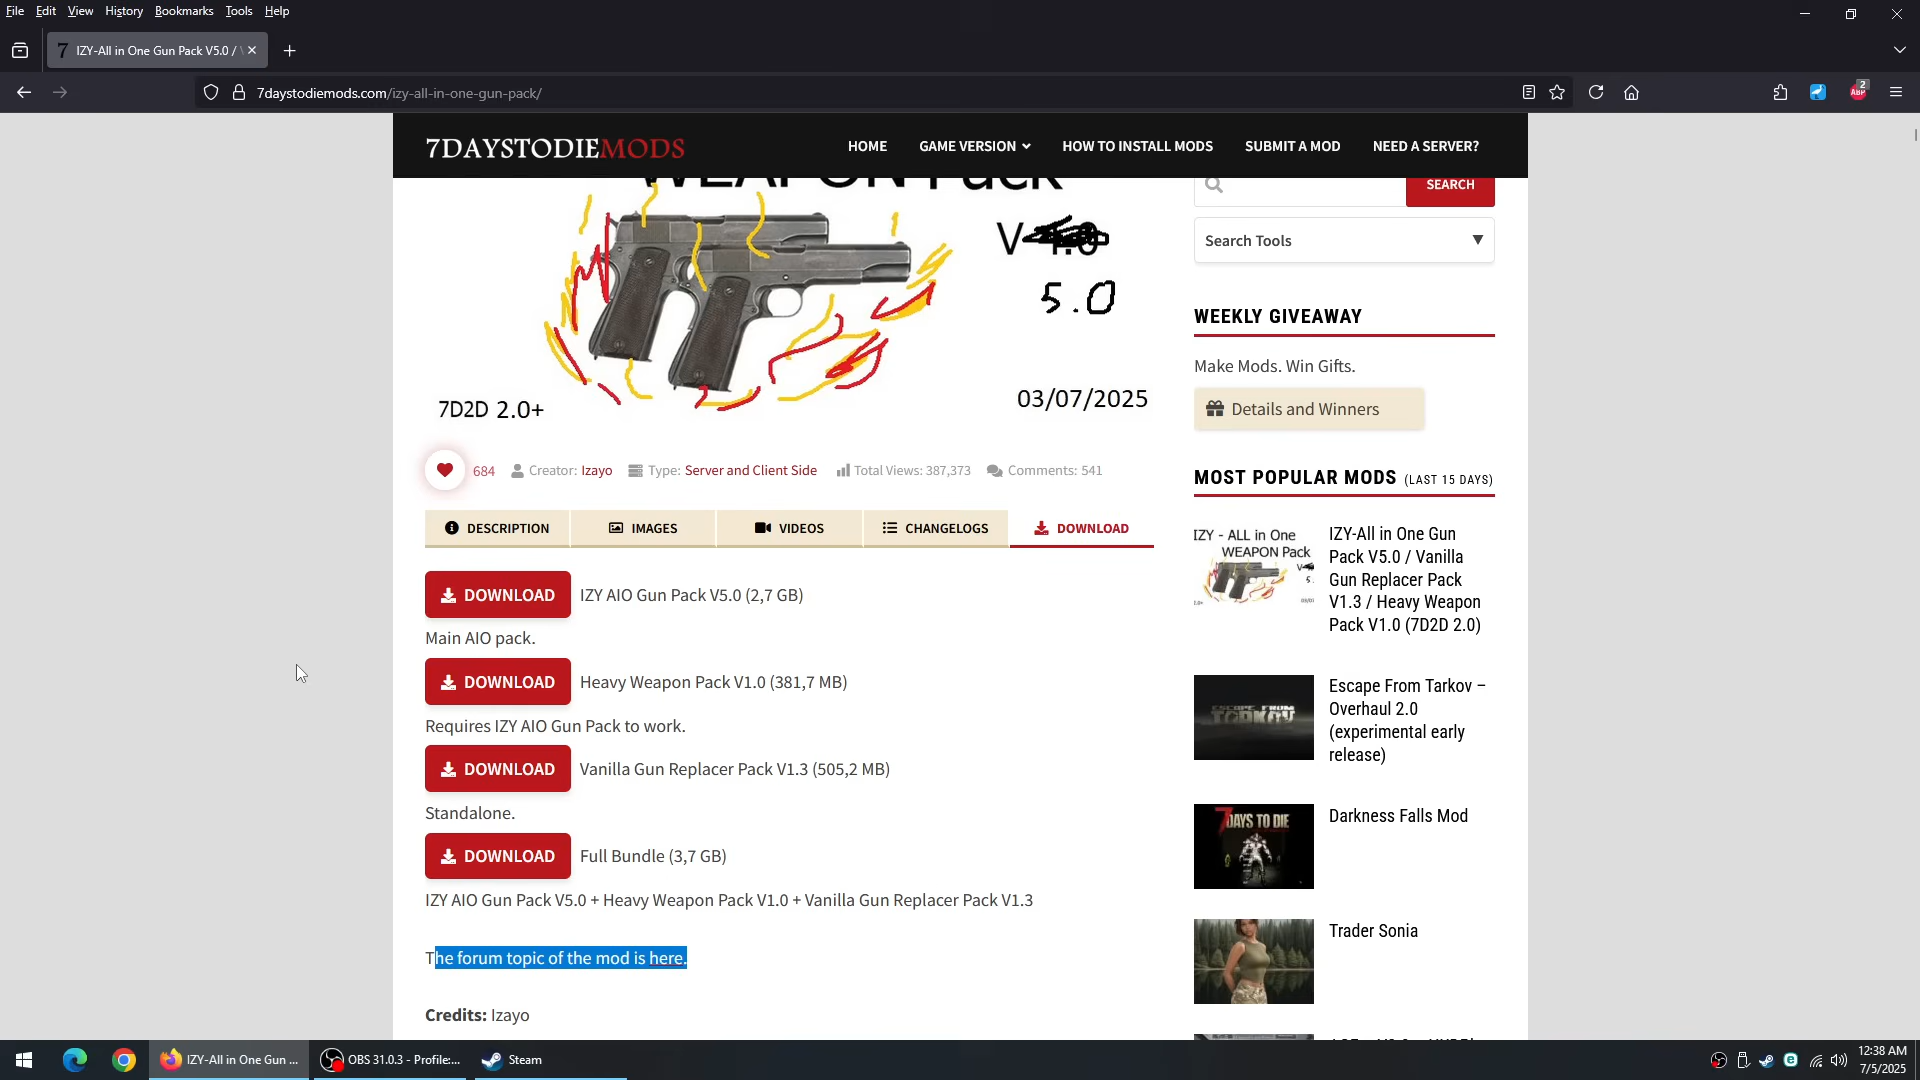 File Edit View History Bookmarks Tools Help
7 IZY-All in One Gun Pack V5.0 /
7daystodiemods.com/izy-all-in-one-gun-pack/
ABP 2
7DAYSTODIEMODS
HOME GAME VERSION HOW TO INSTALL MODS SUBMIT A MOD NEED A SERVER?
WEAPON Pack
V 1.0
5.0
7D2D 2.0+
03/07/2025
684 Creator: Izayo Type: Server and Client Side Total Views: 387,373 Comments: 541
DESCRIPTION IMAGES VIDEOS CHANGELOGS DOWNLOAD
DOWNLOAD IZY AIO Gun Pack V5.0 (2,7 GB)
Main AIO pack.
DOWNLOAD Heavy Weapon Pack V1.0 (381,7 MB)
Requires IZY AIO Gun Pack to work.
DOWNLOAD Vanilla Gun Replacer Pack V1.3 (505,2 MB)
Standalone.
DOWNLOAD Full Bundle (3,7 GB)
IZY AIO Gun Pack V5.0 + Heavy Weapon Pack V1.0 + Vanilla Gun Replacer Pack V1.3
The forum topic of the mod is here.
Credits: Izayo
SEARCH
Search Tools
WEEKLY GIVEAWAY
Make Mods. Win Gifts.
Details and Winners
MOST POPULAR MODS (LAST 15 DAYS)
IZY - ALL in One
WEAPON Pack
IZY-All in One Gun
Pack V5.0 / Vanilla
Gun Replacer Pack
V1.3 / Heavy Weapon
Pack V1.0 (7D2D 2.0)
ESCAPE FROM
TARKOV
Escape From Tarkov –
Overhaul 2.0
(experimental early
release)
7 DAYS TO DIE
Darkness Falls Mod
Trader Sonia
IZY-All in One Gun ... OBS 31.0.3 - Profile:... Steam
12:38 AM
7/5/2025